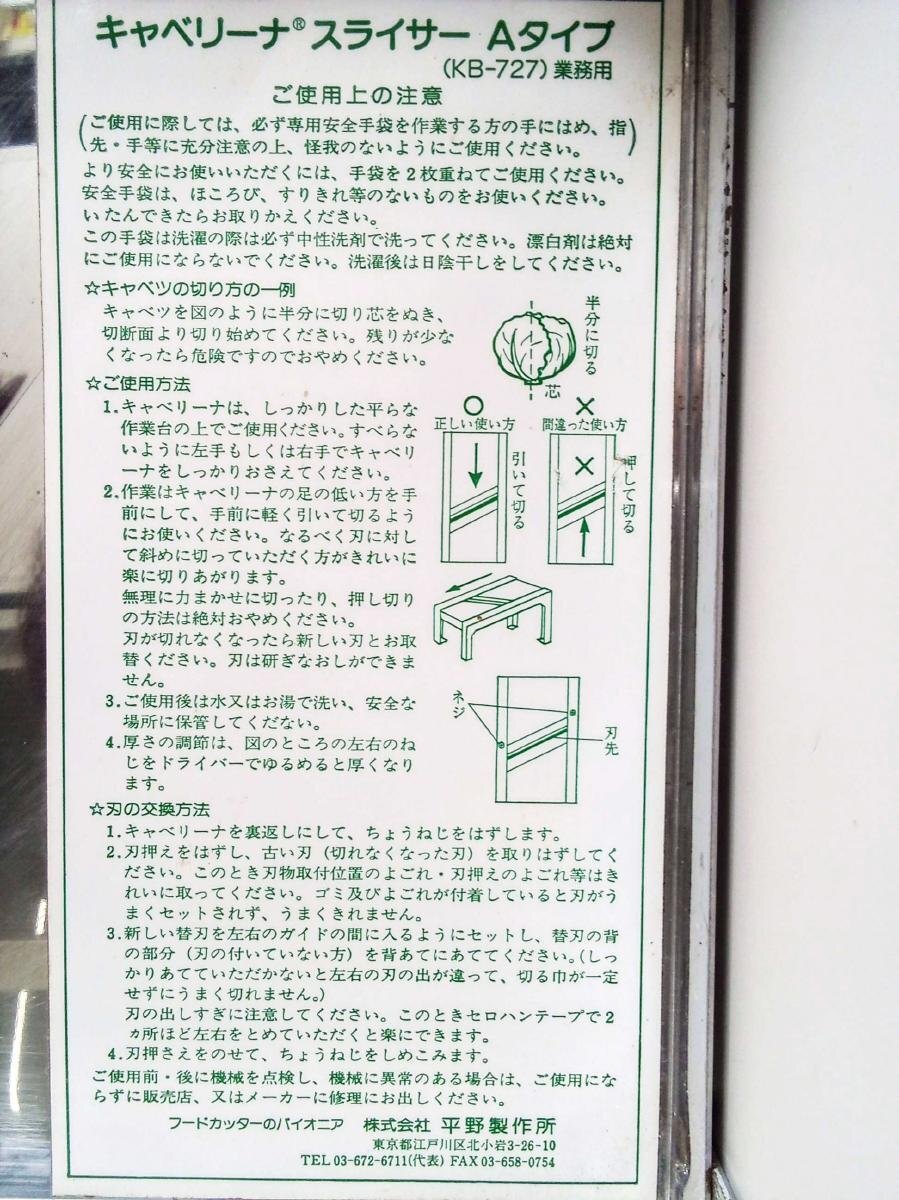 キャベリーナ®スライサー Aタイプ
(KB-727)業務用
ご使用上の注意
(ご使用に際しては、必ず専用安全手袋を作業する方の手にはめ、指
先・手等に充分注意の上、怪我のないようにご使用ください。)
より安全にお使いいただくには、手袋を2枚重ねてご使用ください。
安全手袋は、ほころび、すりきれ等のないものをお使いください。
いたんできたらお取りかえください。
この手袋は洗濯の際は必ず中性洗剤で洗ってください。漂白剤は絶対
にご使用にならないでください。洗濯後は日陰干しをしてください。
☆キャベツの切り方の一例
キャベツを図のように半分に切り芯をぬき、
切断面より切り始めてください。残りが少な
くなったら危険ですのでおやめください。
半分に切る
芯
☆ご使用方法
1.キャベリーナは、しっかりした平らな
作業台の上でご使用ください。すべらな
いように左手もしくは右手でキャベリ
ーナをしっかりおさえてください。
2.作業はキャベリーナの足の低い方を手
前にして、手前に軽く引いて切るよう
にお使いください。なるべく刃に対し
て斜めに切っていただく方がきれいに
楽に切りあがります。
無理に力まかせに切ったり、押し切り
の方法は絶対おやめください。
刃が切れなくなったら新しい刃とお取
替ください。刃は研ぎなおしができま
せん。
3.ご使用後は水又はお湯で洗い、安全な
場所に保管してくだない。
4.厚さの調節は、図のところの左右のね
じをドライバーでゆるめると厚くなり
ます。
○
正しい使い方
引いて切る
×
間違った使い方
×
押して切る
ネジ
刃先
☆刃の交換方法
1.キャベリーナを裏返しにして、ちょうねじをはずします。
2.刃押えをはずし、古い刃(切れなくなった刃)を取りはずしてく
ださい。このとき刃物取付位置のよごれ・刃押えのよごれ等はき
れいに取ってください。ゴミ及びよごれが付着していると刃がう
まくセットされず、うまくきれません。
3.新しい替刃を左右のガイドの間に入るようにセットし、替刃の背
の部分(刃の付いていない方)を背あてにあててください。(しっ
かりあてていただかないと左右の刃の出が違って、切る巾が一定
せずにうまく切れません。)
刃の出しすぎに注意してください。このときセロハンテープで2
ヵ所ほど左右をとめていただくと楽にできます。
4.刃押さえをのせて、ちょうねじをしめこみます。
ご使用前・後に機械を点検し、機械に異常のある場合は、ご使用にな
らずに販売店、又はメーカーに修理にお出しください。
フードカッターのパイオニア 株式会社 平野製作所
東京都江戸川区北小岩3-26-10
TEL 03-672-6711(代表) FAX 03-658-0754